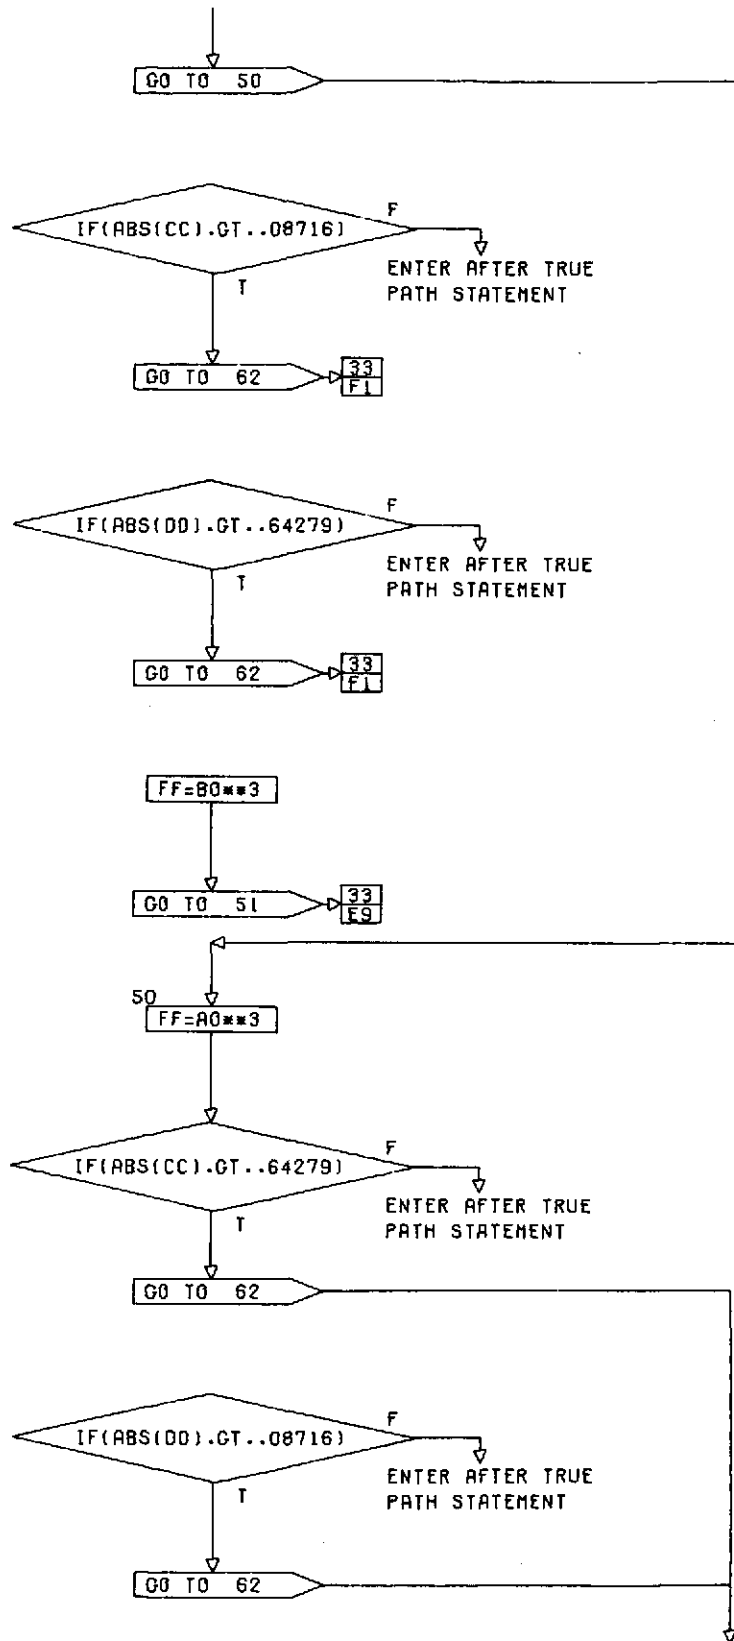 GO TO 50
IF(ABS(CC).GT..08716)
F
ENTER AFTER TRUE
PATH STATEMENT
T
GO TO 62
33
F1
IF(ABS(DD).GT..64279)
F
ENTER AFTER TRUE
PATH STATEMENT
T
GO TO 62
33
F1
FF=B0**3
GO TO 51
33
E9
50
FF=A0**3
IF(ABS(CC).GT..64279)
F
ENTER AFTER TRUE
PATH STATEMENT
T
GO TO 62
IF(ABS(DD).GT..08716)
F
ENTER AFTER TRUE
PATH STATEMENT
T
GO TO 62